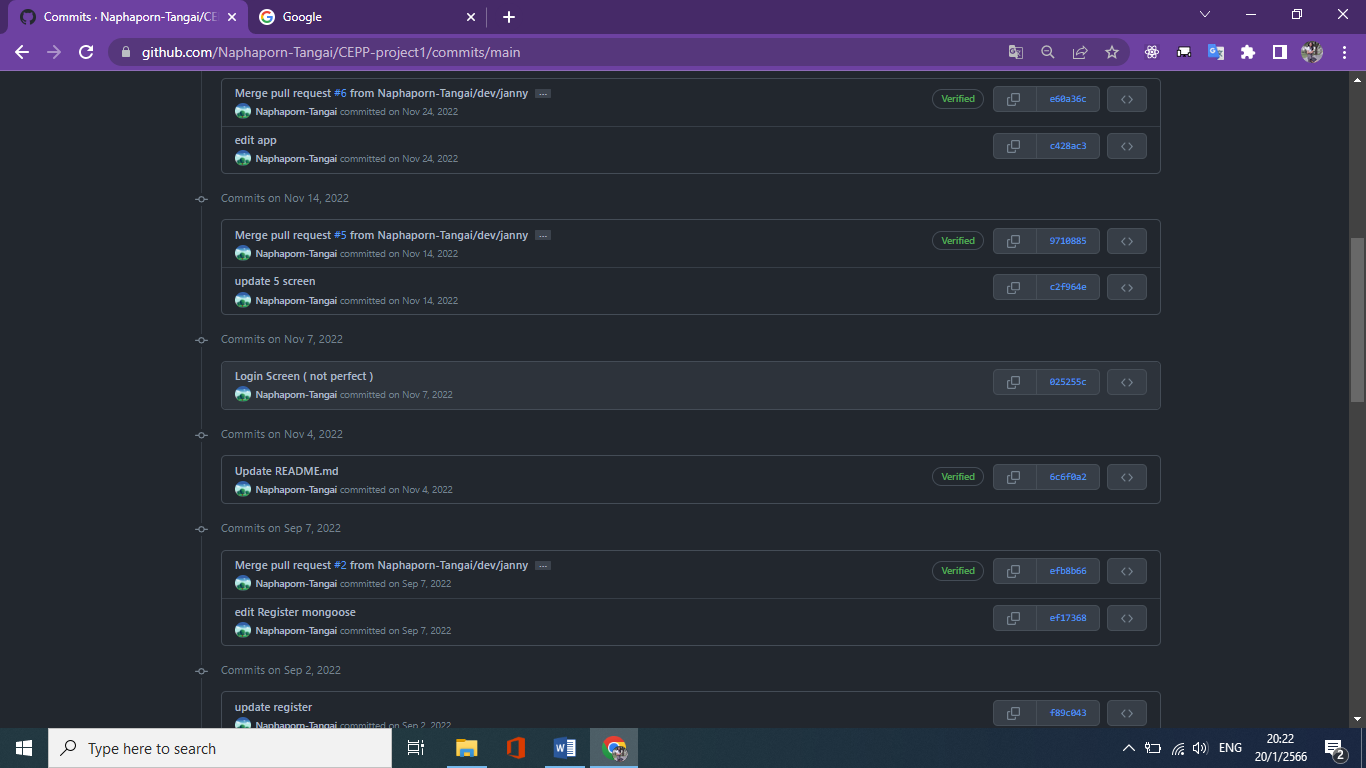 Commits · Naphaporn-Tangai/CE
Google
github.com/Naphaporn-Tangai/CEPP-project1/commits/main
Merge pull request #6 from Naphaporn-Tangai/dev/janny ...
Verified
e60a36c
Naphaporn-Tangai committed on Nov 24, 2022
edit app
c428ac3
Naphaporn-Tangai committed on Nov 24, 2022
Commits on Nov 14, 2022
Merge pull request #5 from Naphaporn-Tangai/dev/janny ...
Verified
9710885
Naphaporn-Tangai committed on Nov 14, 2022
update 5 screen
c2f964e
Naphaporn-Tangai committed on Nov 14, 2022
Commits on Nov 7, 2022
Login Screen ( not perfect )
025255c
Naphaporn-Tangai committed on Nov 7, 2022
Commits on Nov 4, 2022
Update README.md
Verified
6c6f0a2
Naphaporn-Tangai committed on Nov 4, 2022
Commits on Sep 7, 2022
Merge pull request #2 from Naphaporn-Tangai/dev/janny ...
Verified
efb8b66
Naphaporn-Tangai committed on Sep 7, 2022
edit Register mongoose
ef17368
Naphaporn-Tangai committed on Sep 7, 2022
Commits on Sep 2, 2022
update register
f89c043
Naphaporn-Tangai committed on Sep 2, 2022
Type here to search
ENG
20:22
20/1/2566
2